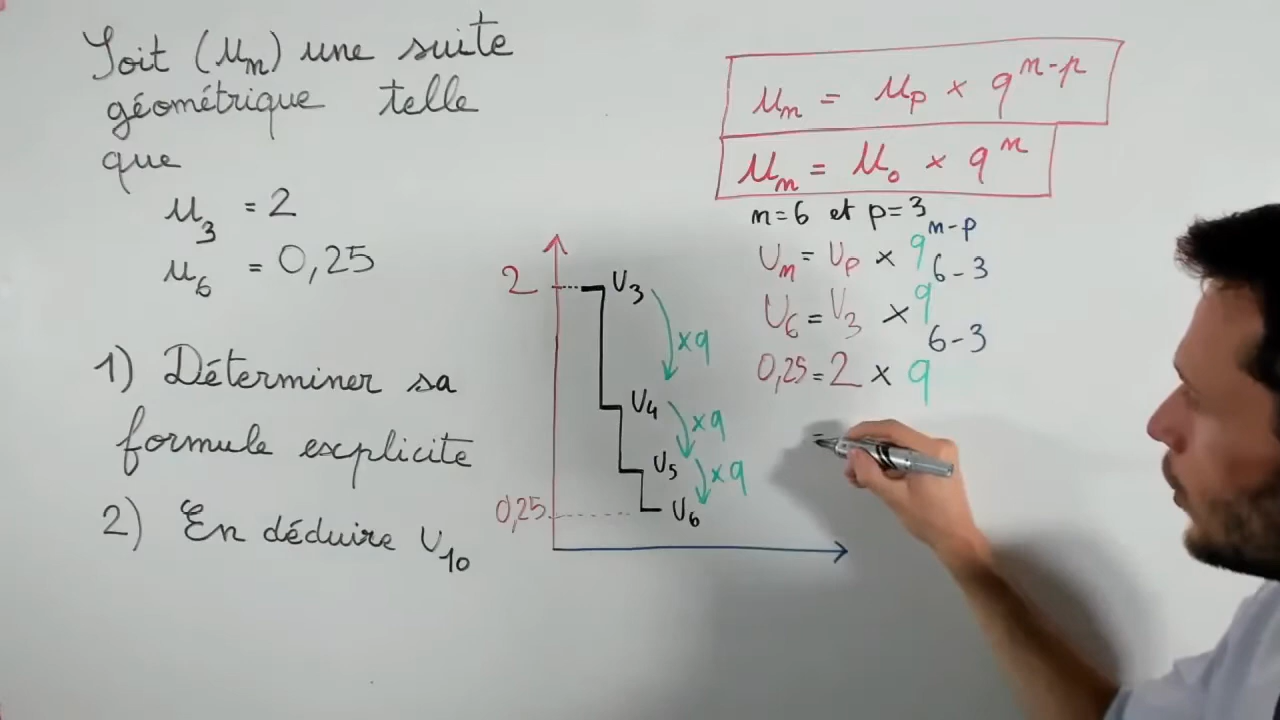 Soit (Un) une suite
géométrique telle
que
u₃ = 2
u₆ = 0,25
1) Déterminer sa
formule explicite
2) En déduire U₁₀
2
U₃
×q
U₄
×q
U₅
×q
0,25
U₆
Un = Up × q^(n-p)
Un = U₀ × q^n
n=6 et p=3
Un = Up × q^(n-p)
U₆ = U₃ × q^(6-3)
0,25 = 2 × q^(6-3)
=